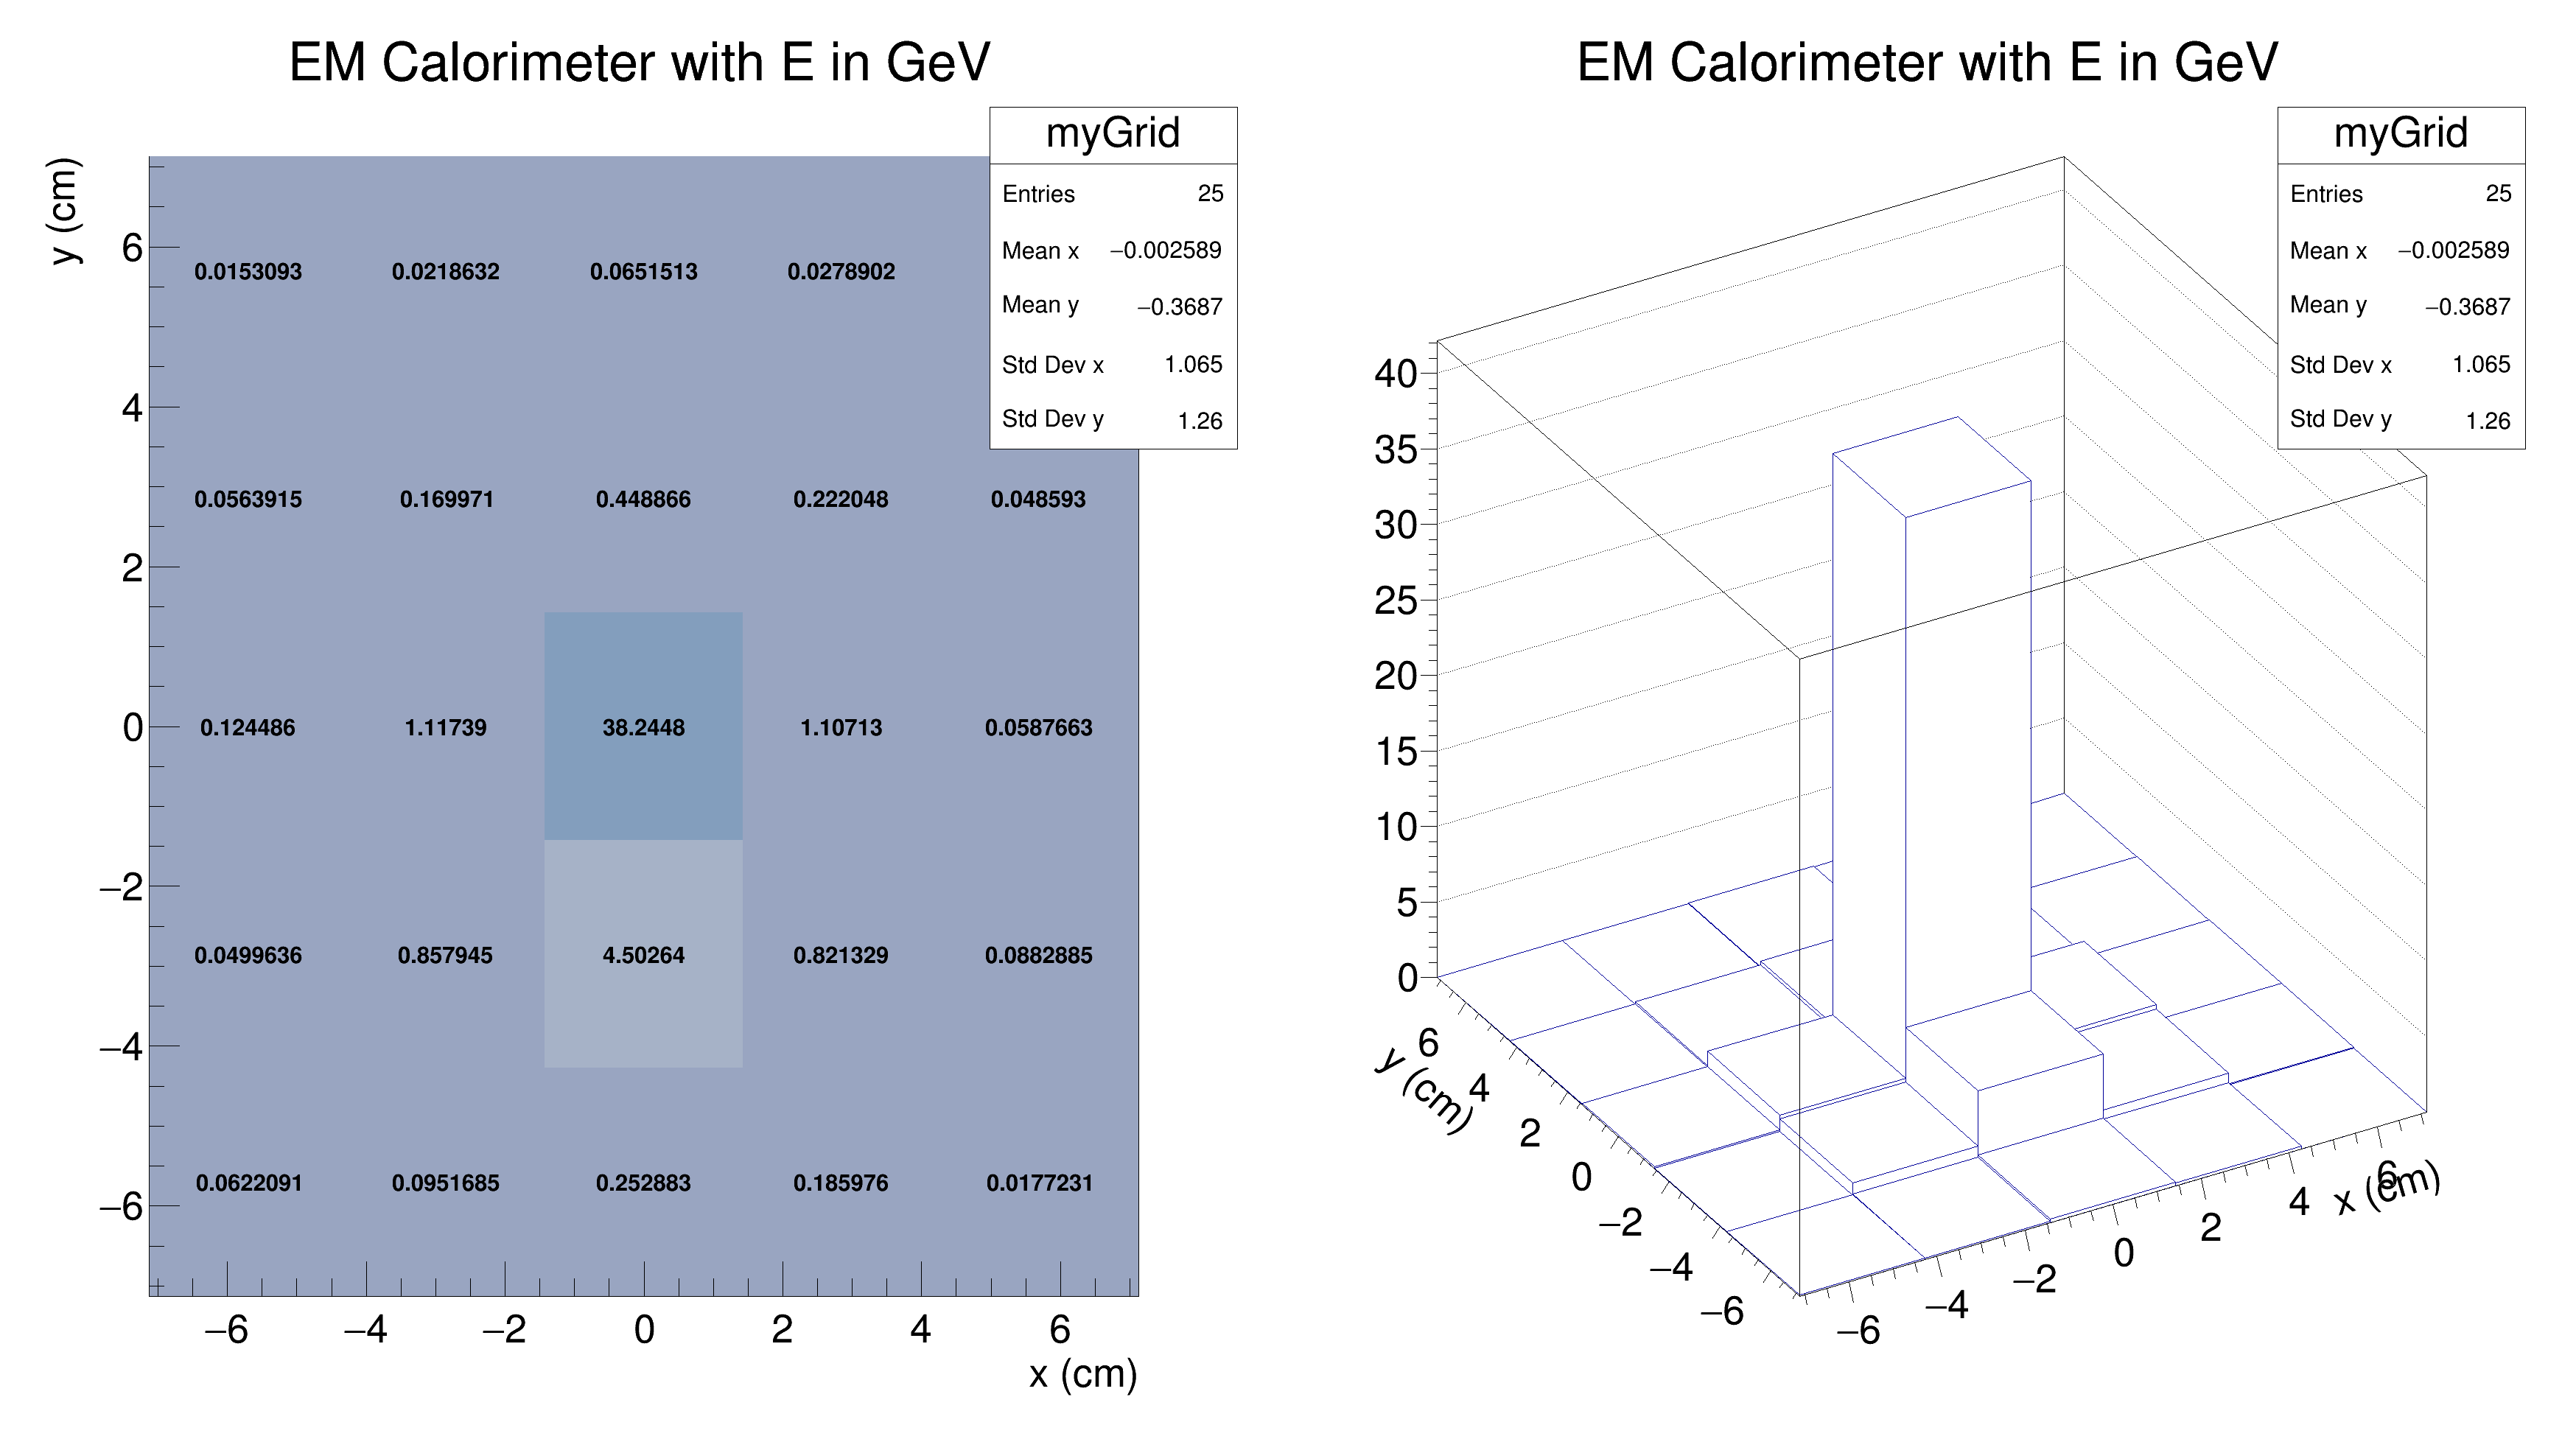 EM Calorimeter with E in GeV
myGrid
Entries 25
Mean x −0.002589
Mean y −0.3687
Std Dev x 1.065
Std Dev y 1.26
y (cm)
6
4
2
0
−2
−4
−6
0.0153093 0.0218632 0.0651513 0.0278902
0.0563915 0.169971 0.448866 0.222048 0.048593
0.124486 1.11739 38.2448 1.10713 0.0587663
0.0499636 0.857945 4.50264 0.821329 0.0882885
0.0622091 0.0951685 0.252883 0.185976 0.0177231
−6 −4 −2 0 2 4 6
x (cm)
EM Calorimeter with E in GeV
myGrid
Entries 25
Mean x −0.002589
Mean y −0.3687
Std Dev x 1.065
Std Dev y 1.26
40
35
30
25
20
15
10
5
0
6
4
2
0
−2
−4
−6
y (cm)
−6
−4
−2
0
2
4
6
x (cm)